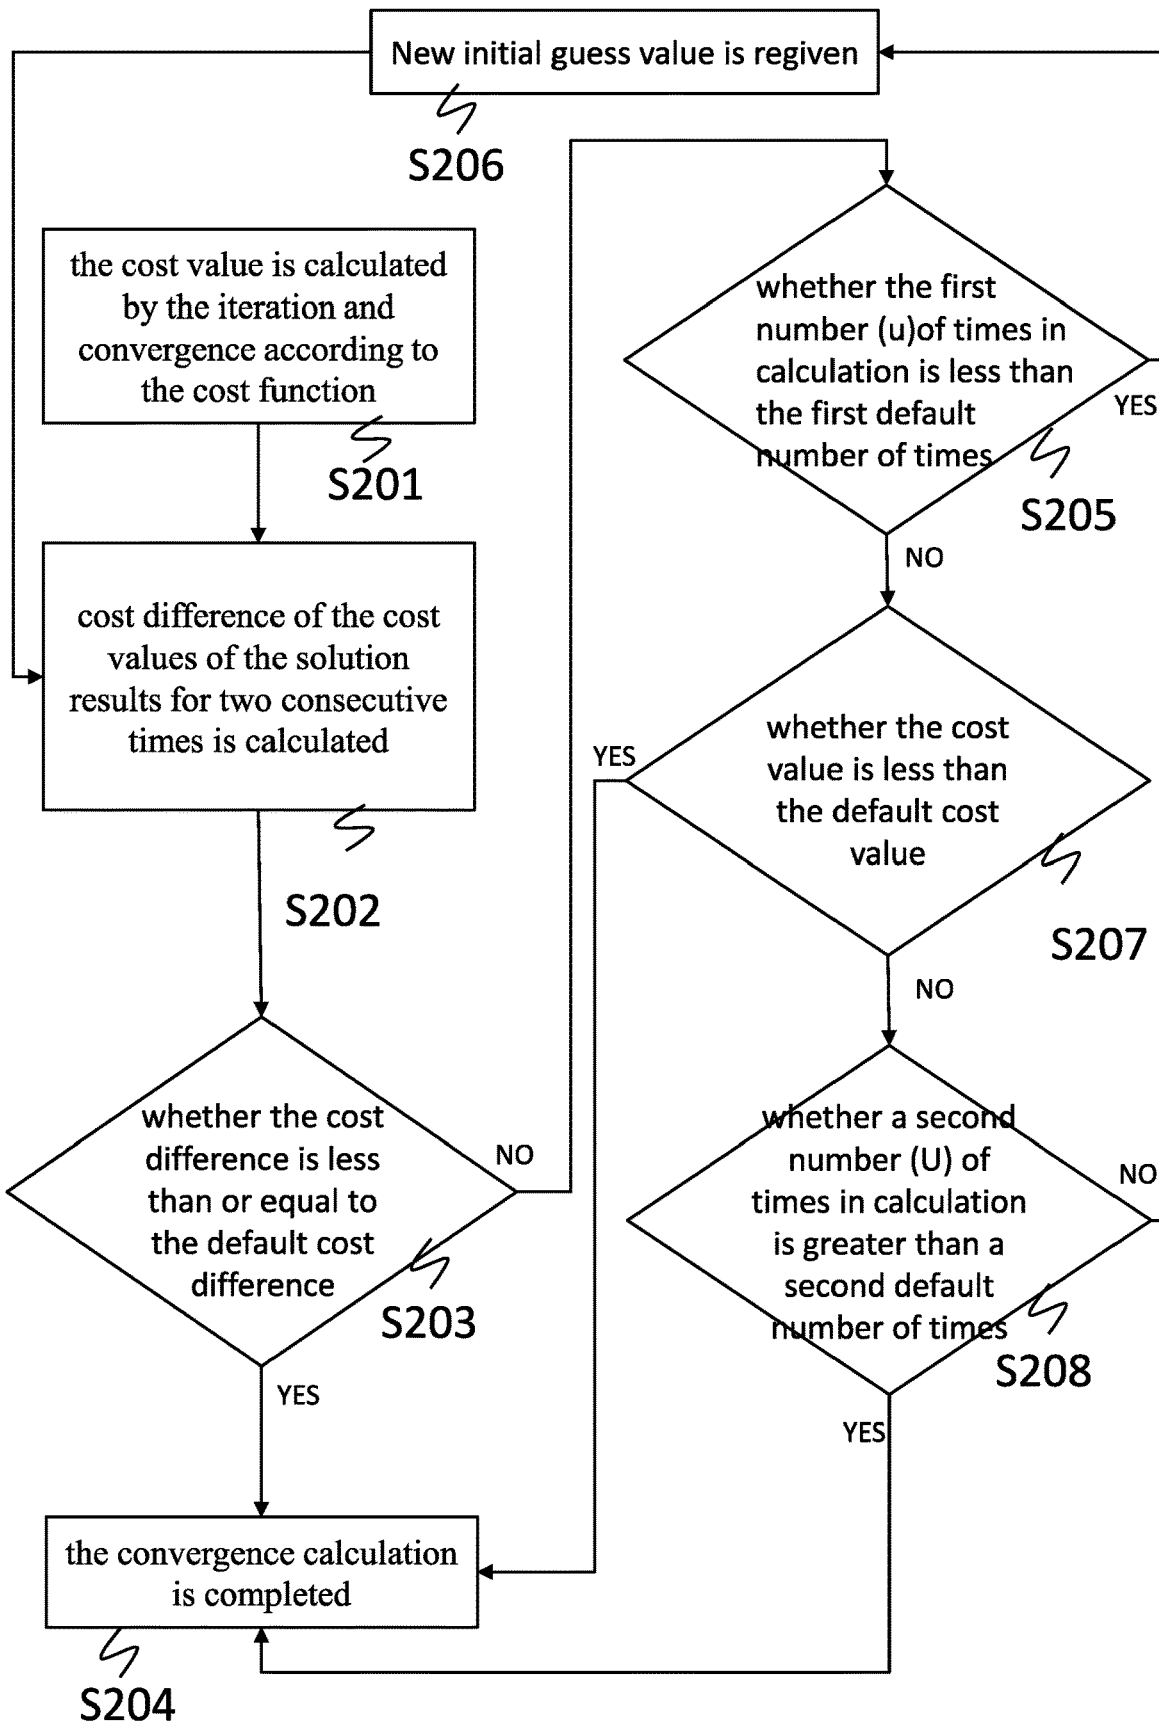 New initial guess value is regiven
S206
the cost value is calculated
by the iteration and
convergence according to
the cost function
S201
cost difference of the cost
values of the solution
results for two consecutive
times is calculated
S202
whether the cost
difference is less
than or equal to
the default cost
difference
NO
S203
YES
the convergence calculation
is completed
S204
whether the first
number (u)of times in
calculation is less than
the first default
number of times
YES
S205
NO
whether the cost
value is less than
the default cost
value
YES
S207
NO
whether a second
number (U) of
times in calculation
is greater than a
second default
number of times
NO
S208
YES